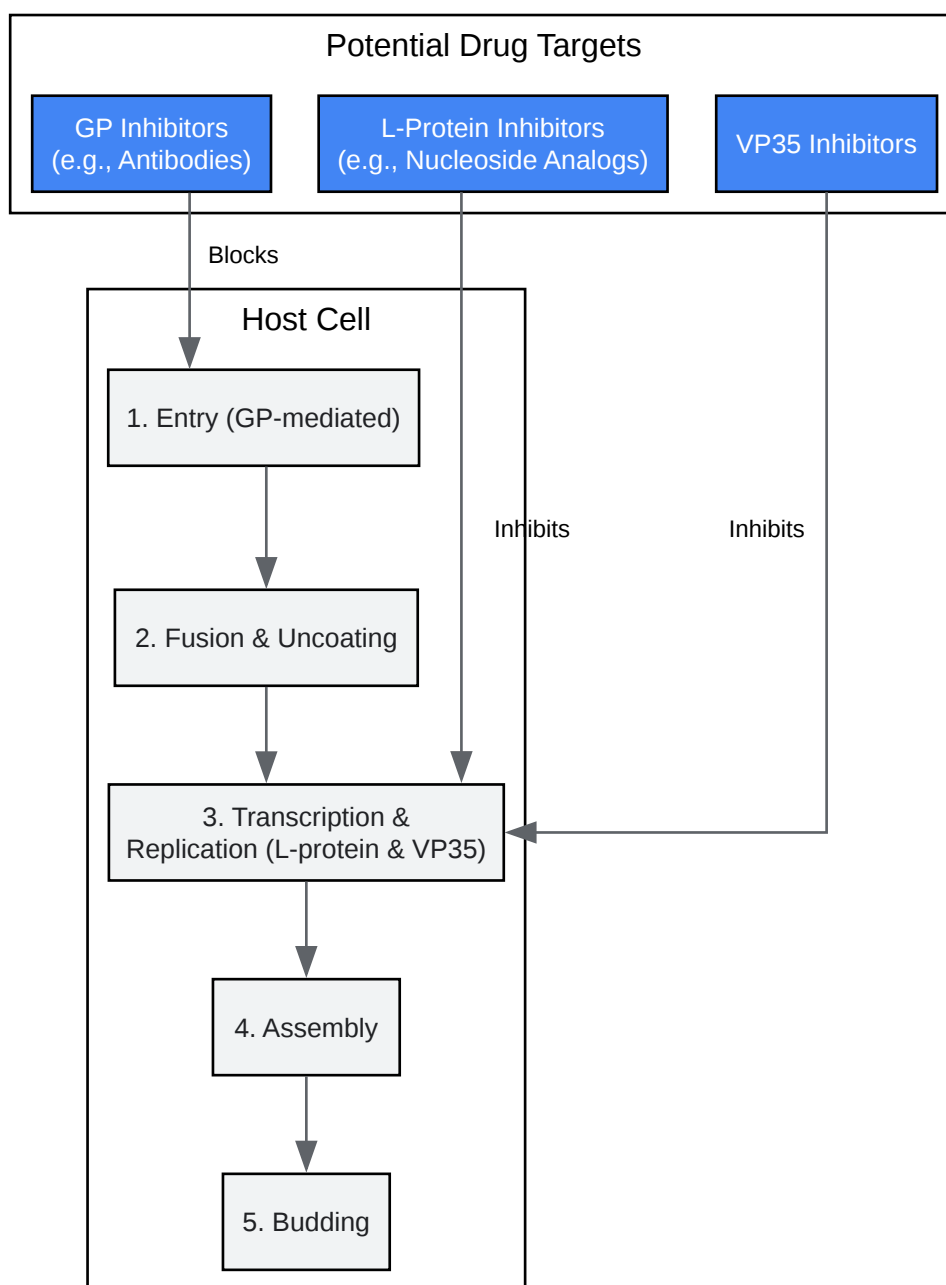 Potential Drug Targets
GP Inhibitors
(e.g., Antibodies)
L-Protein Inhibitors
(e.g., Nucleoside Analogs)
VP35 Inhibitors
Blocks
Host Cell
1. Entry (GP-mediated)
Inhibits
Inhibits
2. Fusion & Uncoating
3. Transcription &
Replication (L-protein & VP35)
4. Assembly
5. Budding